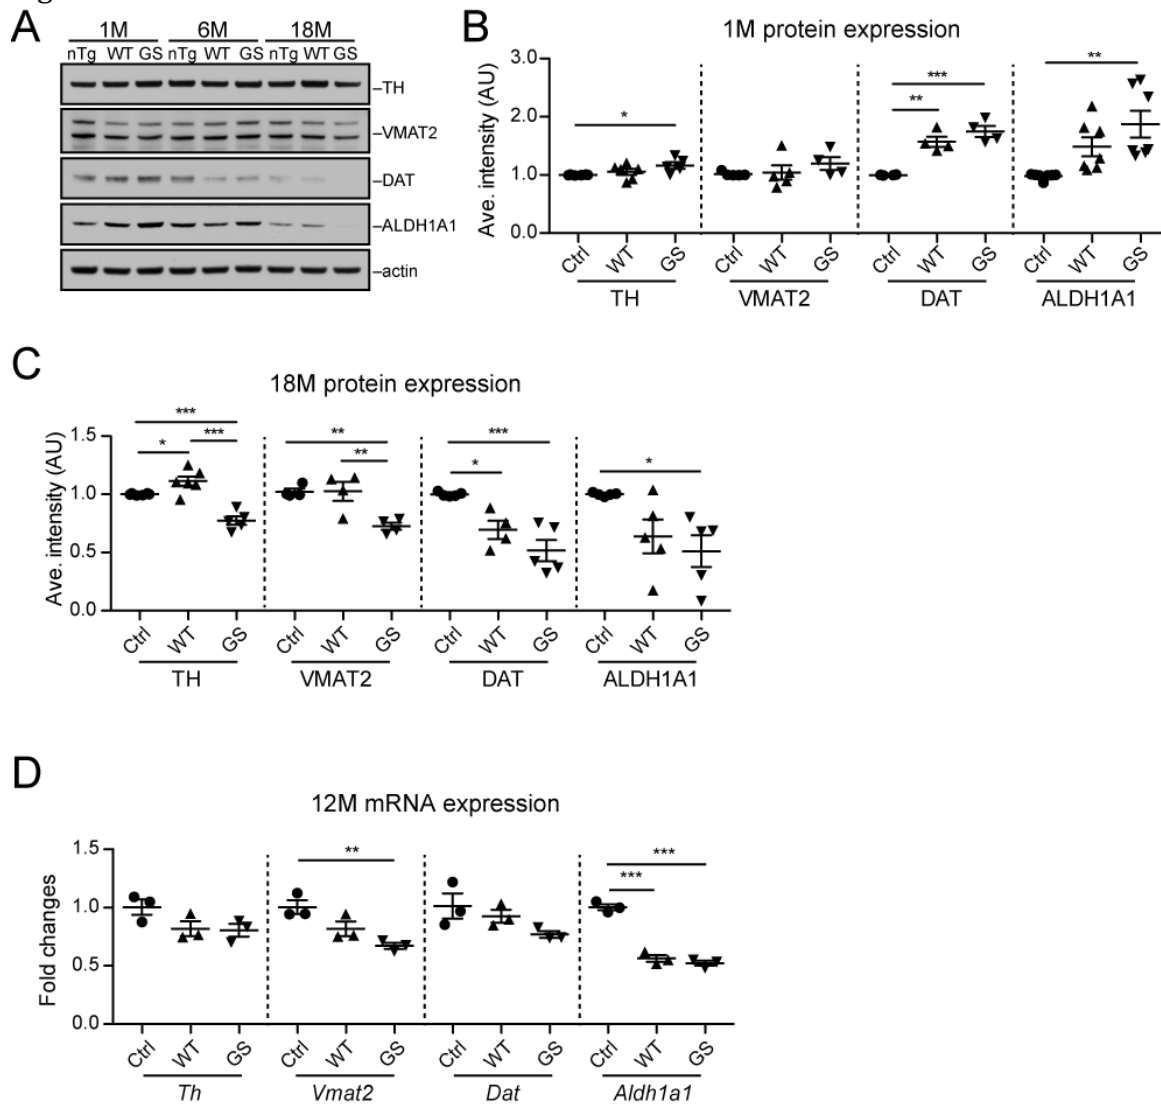 A
1M 6M 18M
nTg WT GS nTg WT GS nTg WT GS
–TH
–VMAT2
–DAT
–ALDH1A1
–actin
B
1M protein expression
Ave. intensity (AU)
3.0
2.0
1.0
0.0
* ** *** **
Ctrl WT GS Ctrl WT GS Ctrl WT GS Ctrl WT GS
TH VMAT2 DAT ALDH1A1
C
18M protein expression
Ave. intensity (AU)
1.5
1.0
0.5
0.0
*** * *** ** ** *** * *
Ctrl WT GS Ctrl WT GS Ctrl WT GS Ctrl WT GS
TH VMAT2 DAT ALDH1A1
D
12M mRNA expression
Fold changes
1.5
1.0
0.5
0.0
** *** ***
Ctrl WT GS Ctrl WT GS Ctrl WT GS Ctrl WT GS
Th Vmat2 Dat Aldh1a1